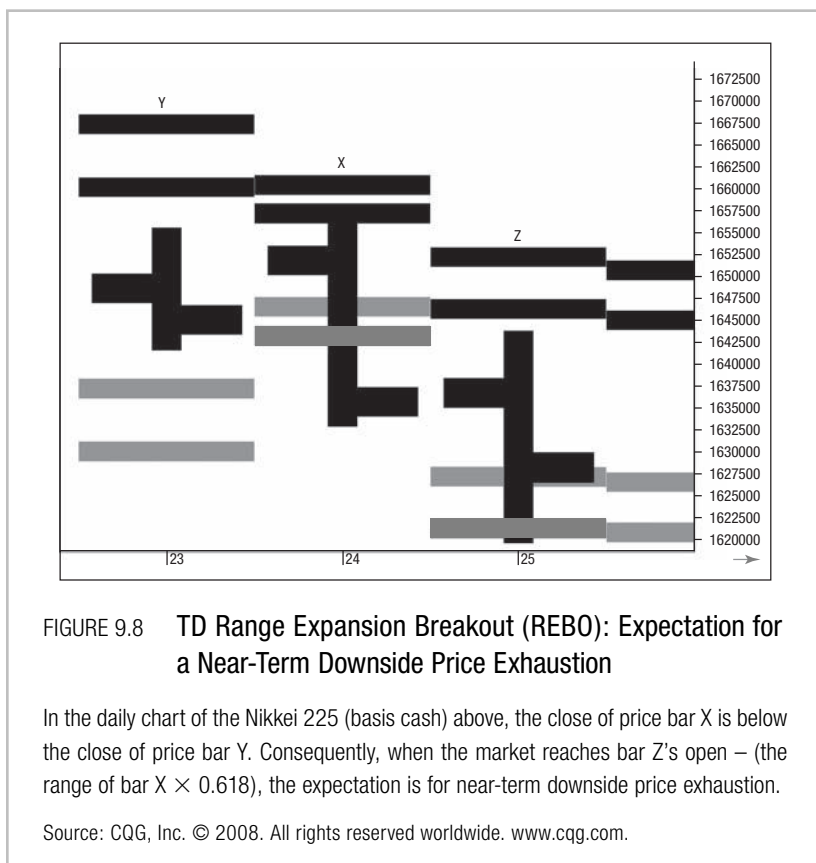 Y
X
Z
1672500
1670000
1667500
1665000
1662500
1660000
1657500
1655000
1652500
1650000
1647500
1645000
1642500
1640000
1637500
1635000
1632500
1630000
1627500
1625000
1622500
1620000
23
24
25
FIGURE 9.8 TD Range Expansion Breakout (REBO): Expectation for
a Near-Term Downside Price Exhaustion
In the daily chart of the Nikkei 225 (basis cash) above, the close of price bar X is below
the close of price bar Y. Consequently, when the market reaches bar Z's open – (the
range of bar X × 0.618), the expectation is for near-term downside price exhaustion.
Source: CQG, Inc. © 2008. All rights reserved worldwide. www.cqg.com.